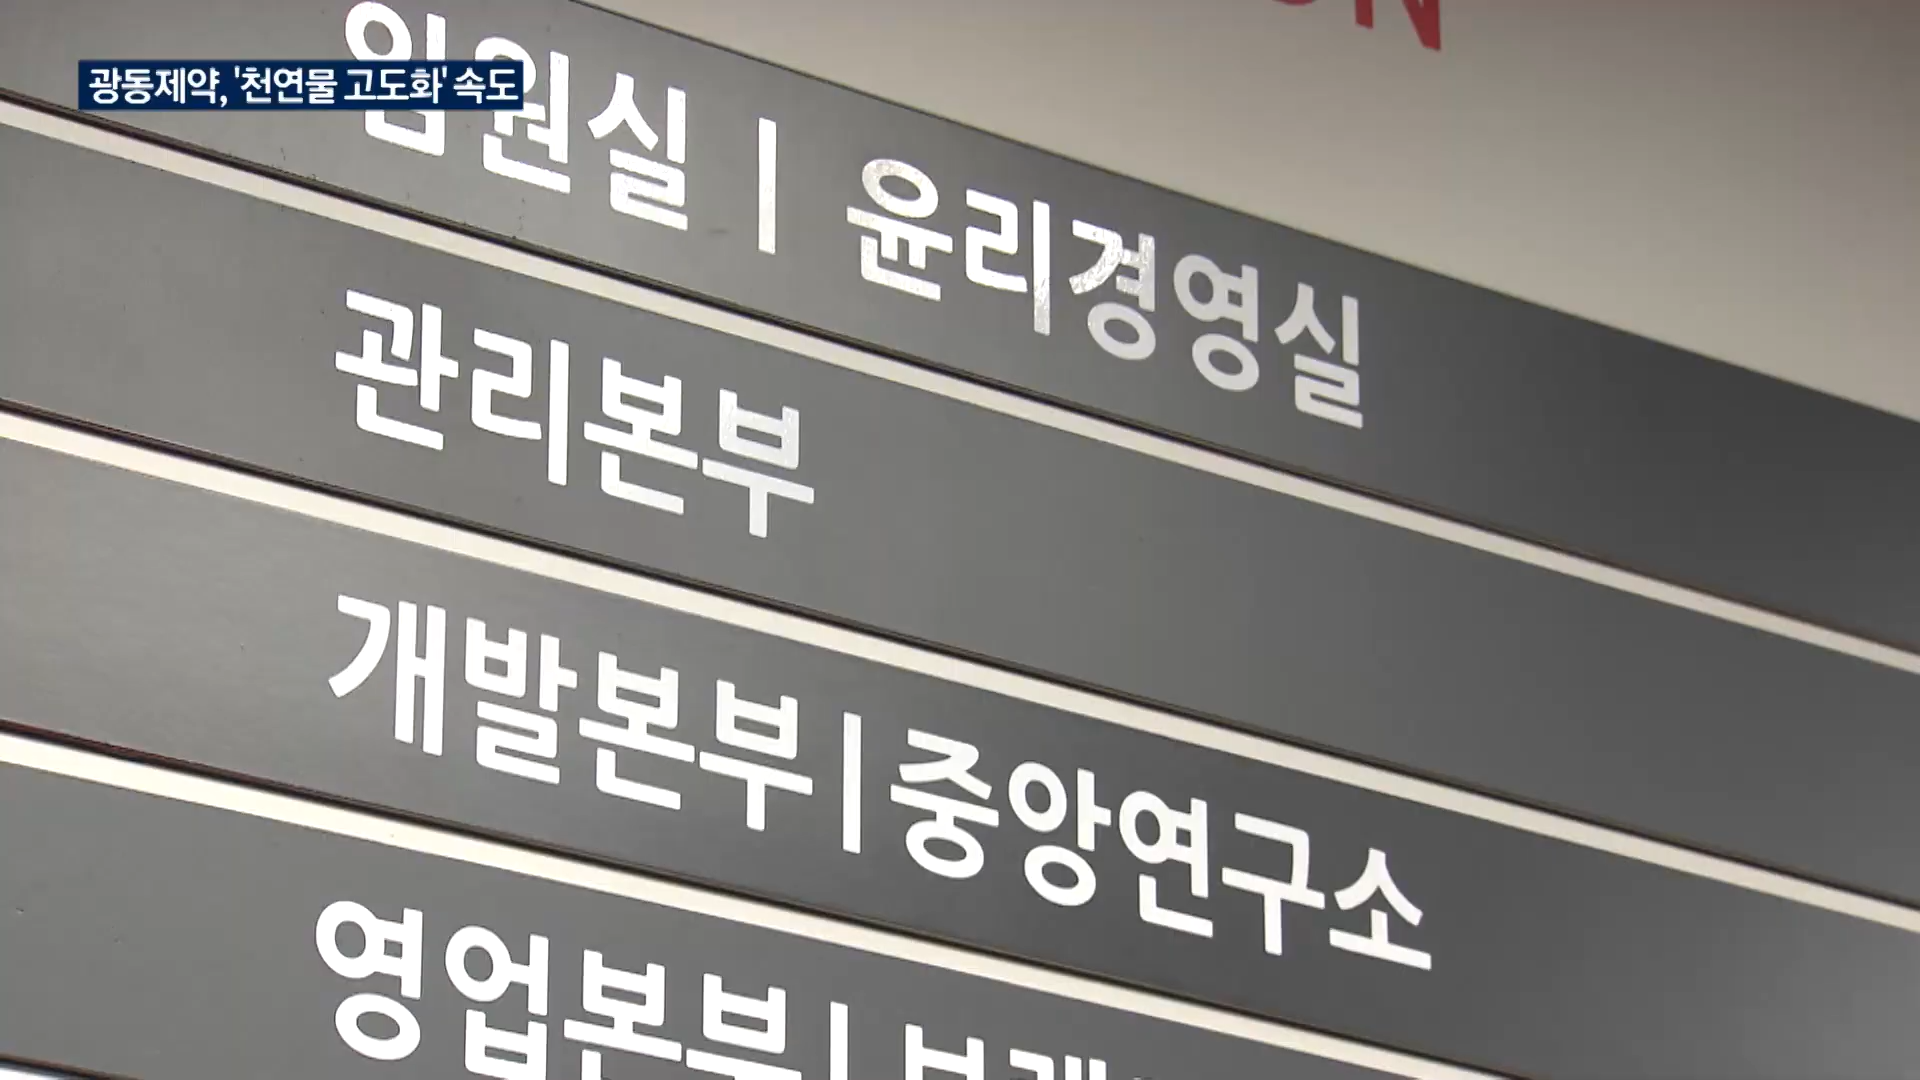 광동제약, '천연물 고도화' 속도
임원실 | 윤리경영실
관리본부
개발본부 | 중앙연구소
영업본부 |